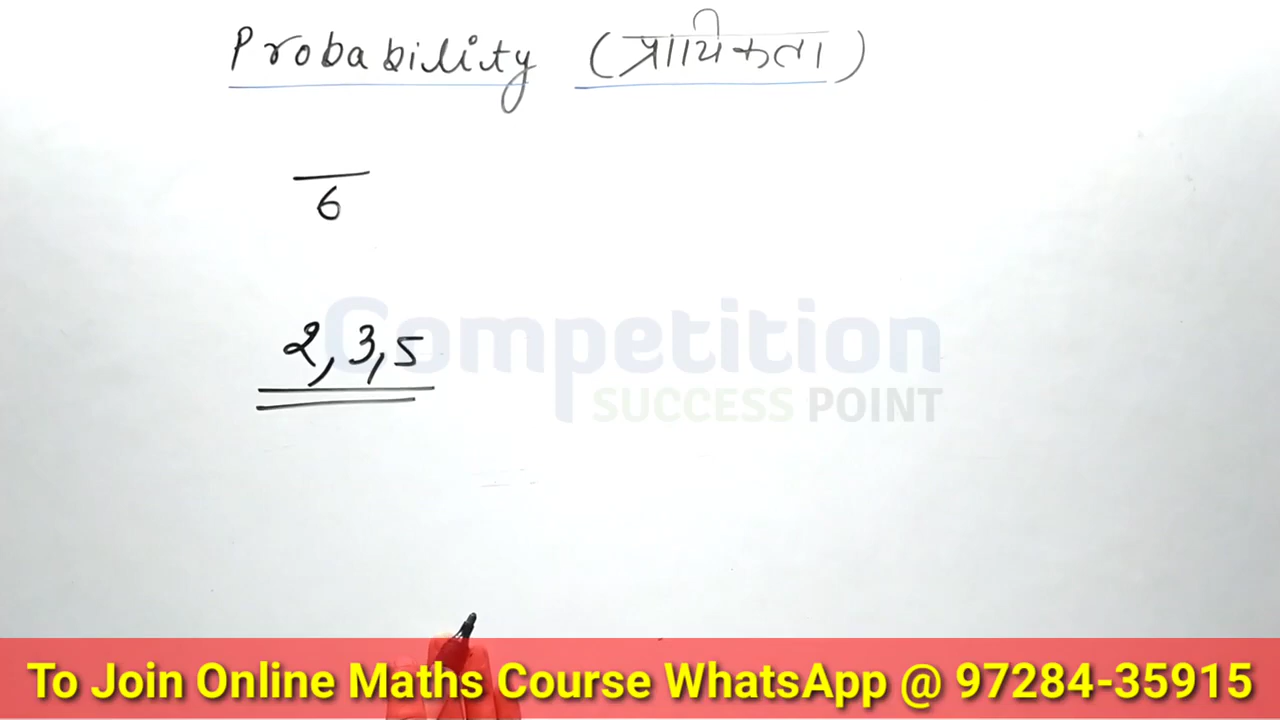 Probability (प्रायिकता)
6
2, 3, 5
Competition
SUCCESS POINT
To Join Online Maths Course WhatsApp @ 97284-35915